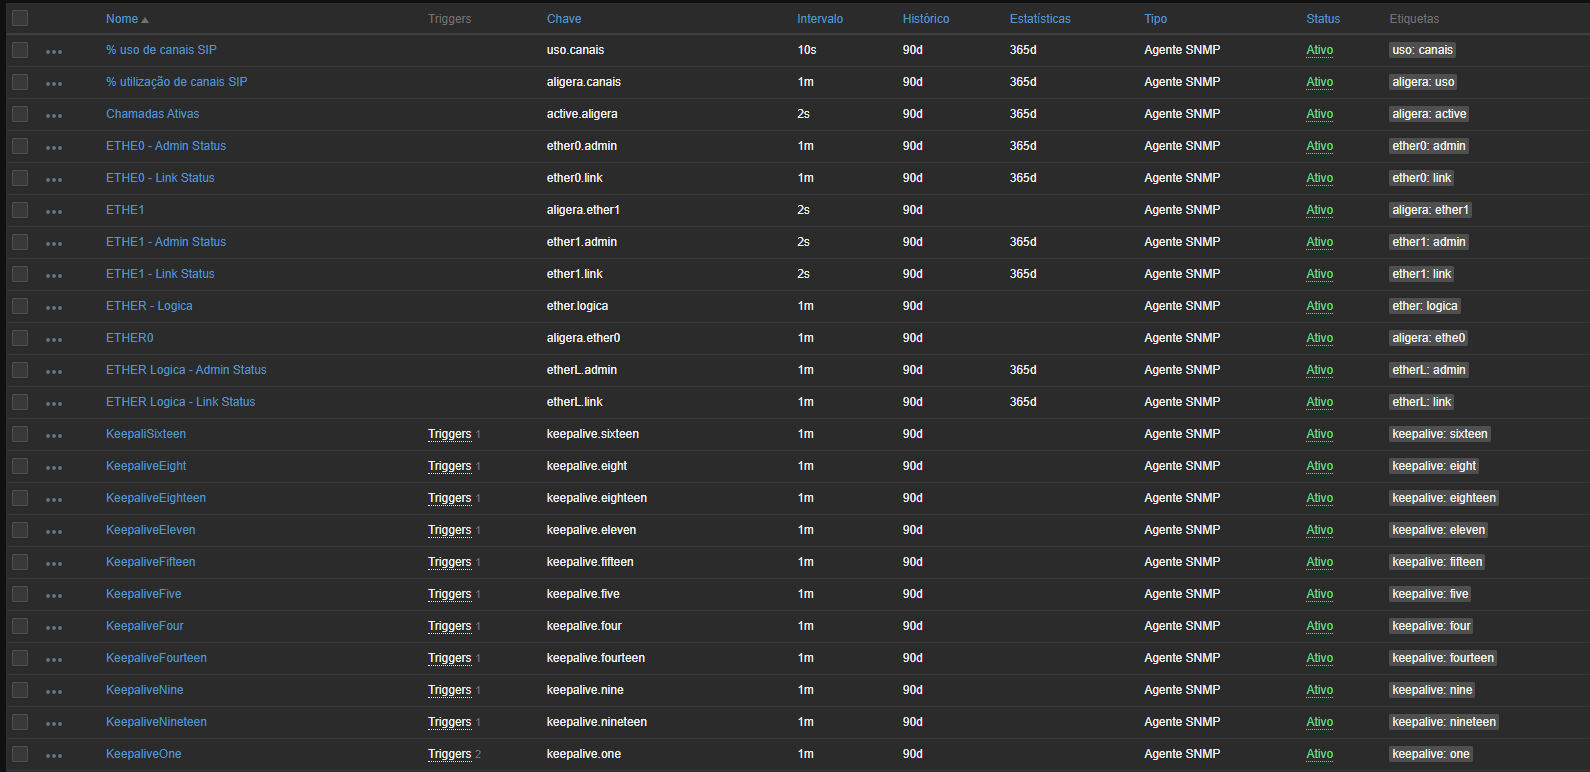 Nome Triggers Chave Intervalo Histórico Estatísticas Tipo Status Etiquetas
% uso de canais SIP uso.canais 10s 90d 365d Agente SNMP Ativo uso: canais
% utilização de canais SIP aligera.canais 1m 90d 365d Agente SNMP Ativo aligera: uso
Chamadas Ativas active.aligera 2s 90d 365d Agente SNMP Ativo aligera: active
ETHE0 - Admin Status ether0.admin 1m 90d 365d Agente SNMP Ativo ether0: admin
ETHE0 - Link Status ether0.link 1m 90d 365d Agente SNMP Ativo ether0: link
ETHE1 aligera.ether1 2s 90d Agente SNMP Ativo aligera: ether1
ETHE1 - Admin Status ether1.admin 2s 90d 365d Agente SNMP Ativo ether1: admin
ETHE1 - Link Status ether1.link 2s 90d 365d Agente SNMP Ativo ether1: link
ETHER - Logica ether.logica 1m 90d Agente SNMP Ativo ether: logica
ETHER0 aligera.ether0 1m 90d Agente SNMP Ativo aligera: ethe0
ETHER Logica - Admin Status etherL.admin 1m 90d 365d Agente SNMP Ativo etherL: admin
ETHER Logica - Link Status etherL.link 1m 90d 365d Agente SNMP Ativo etherL: link
KeepaliSixteen Triggers 1 keepalive.sixteen 1m 90d Agente SNMP Ativo keepalive: sixteen
KeepaliveEight Triggers 1 keepalive.eight 1m 90d Agente SNMP Ativo keepalive: eight
KeepaliveEighteen Triggers 1 keepalive.eighteen 1m 90d Agente SNMP Ativo keepalive: eighteen
KeepaliveEleven Triggers 1 keepalive.eleven 1m 90d Agente SNMP Ativo keepalive: eleven
KeepaliveFifteen Triggers 1 keepalive.fifteen 1m 90d Agente SNMP Ativo keepalive: fifteen
KeepaliveFive Triggers 1 keepalive.five 1m 90d Agente SNMP Ativo keepalive: five
KeepaliveFour Triggers 1 keepalive.four 1m 90d Agente SNMP Ativo keepalive: four
KeepaliveFourteen Triggers 1 keepalive.fourteen 1m 90d Agente SNMP Ativo keepalive: fourteen
KeepaliveNine Triggers 1 keepalive.nine 1m 90d Agente SNMP Ativo keepalive: nine
KeepaliveNineteen Triggers 1 keepalive.nineteen 1m 90d Agente SNMP Ativo keepalive: nineteen
KeepaliveOne Triggers 2 keepalive.one 1m 90d Agente SNMP Ativo keepalive: one